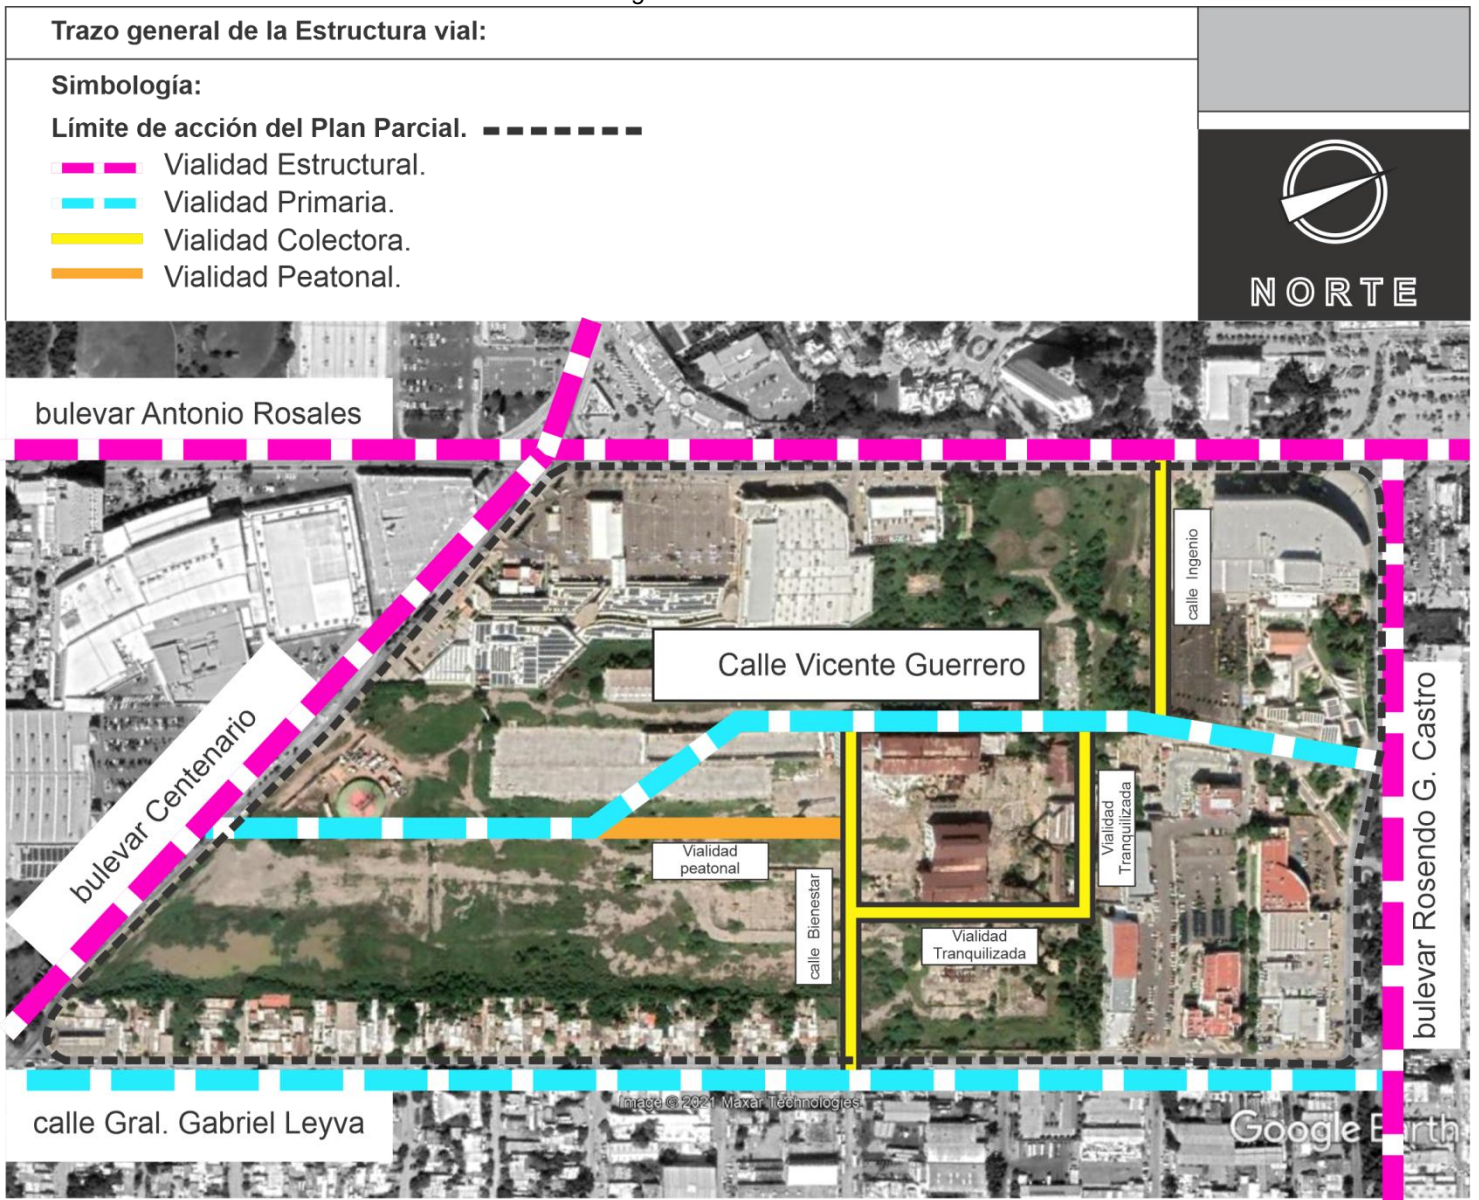 Trazo general de la Estructura vial:
Simbología:
Límite de acción del Plan Parcial.
Vialidad Estructural.
Vialidad Primaria.
Vialidad Colectora.
Vialidad Peatonal.
NORTE
bulevar Antonio Rosales
calle Ingenio
Calle Vicente Guerrero
bulevar Centenario
bulevar Rosendo G. Castro
Vialidad
Tranquilizada
Vialidad
peatonal
calle Bienestar
Vialidad
Tranquilizada
Image © 2021 Maxar Technologies
calle Gral. Gabriel Leyva
Google Earth